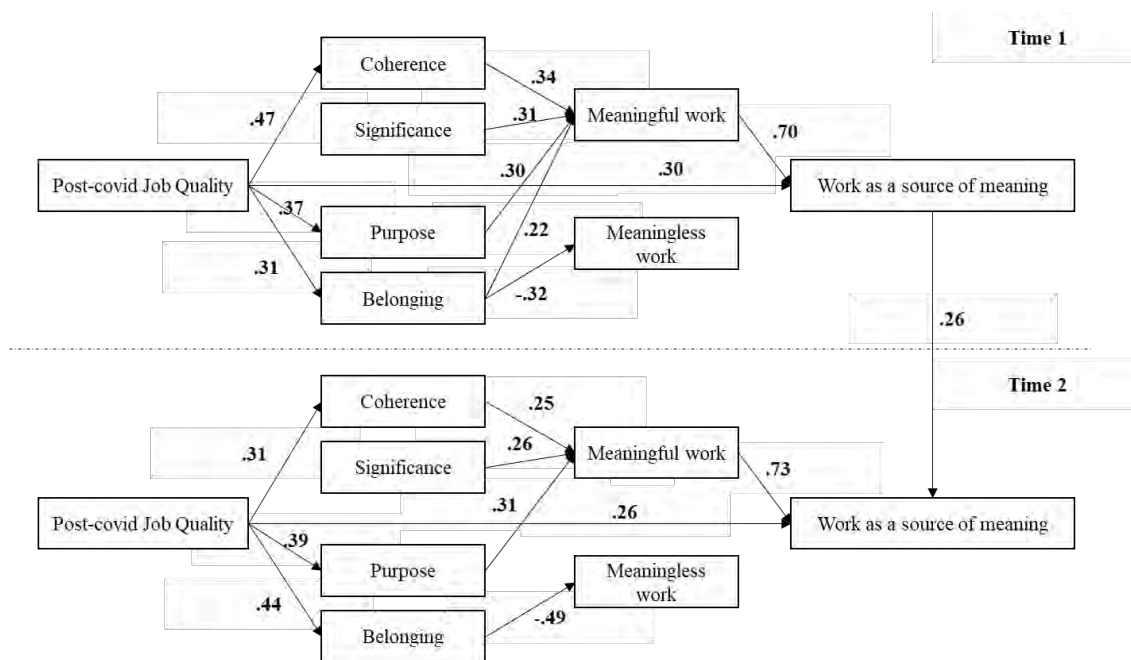 Time 1
Coherence
.34
Significance
.31
Meaningful work
.47
.70
Post-covid Job Quality
.30
.30
Work as a source of meaning
.37
Purpose
.22
Meaningless
work
.31
Belonging
-.32
.26
Time 2
Coherence
.25
.31
Significance
.26
Meaningful work
.73
Post-covid Job Quality
.31
.26
Work as a source of meaning
.39
Purpose
Meaningless
work
.44
Belonging
-.49